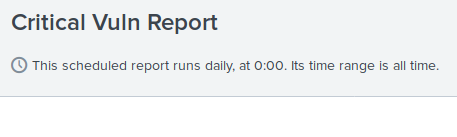 Critical Vuln Report
This scheduled report runs daily, at 0:00. Its time range is all time.